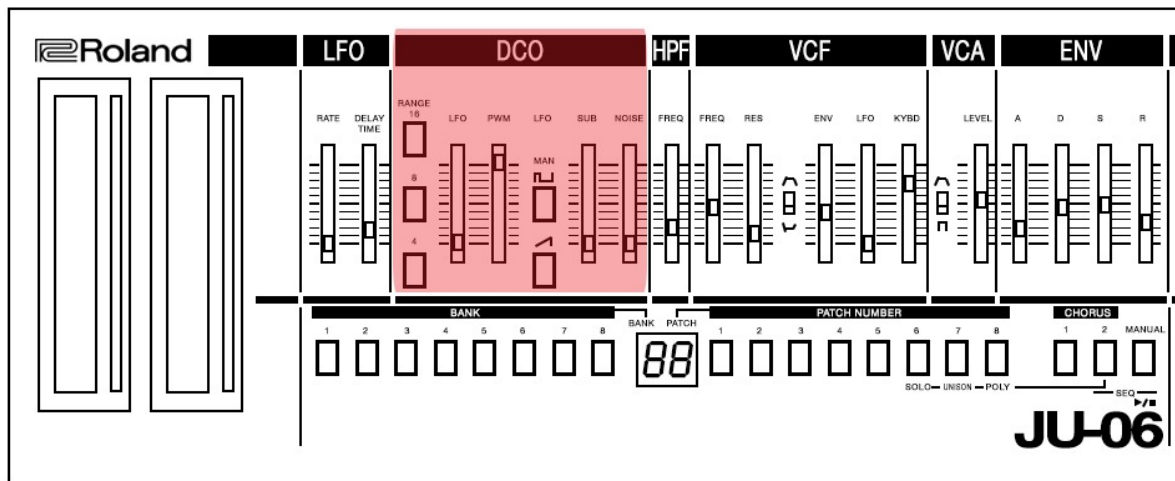 Roland
LFO DCO HPF VCF VCA ENV
RANGE
16
RATE DELAY TIME LFO PWM LFO SUB NOISE FREQ FREQ RES ENV LFO KYBD LEVEL A D S R
MAN
8
4
BANK PATCH NUMBER CHORUS
BANK PATCH
1 2 3 4 5 6 7 8 1 2 3 4 5 6 7 8 1 2 MANUAL
88
SOLO UNISON POLY
SEQ
JU-06